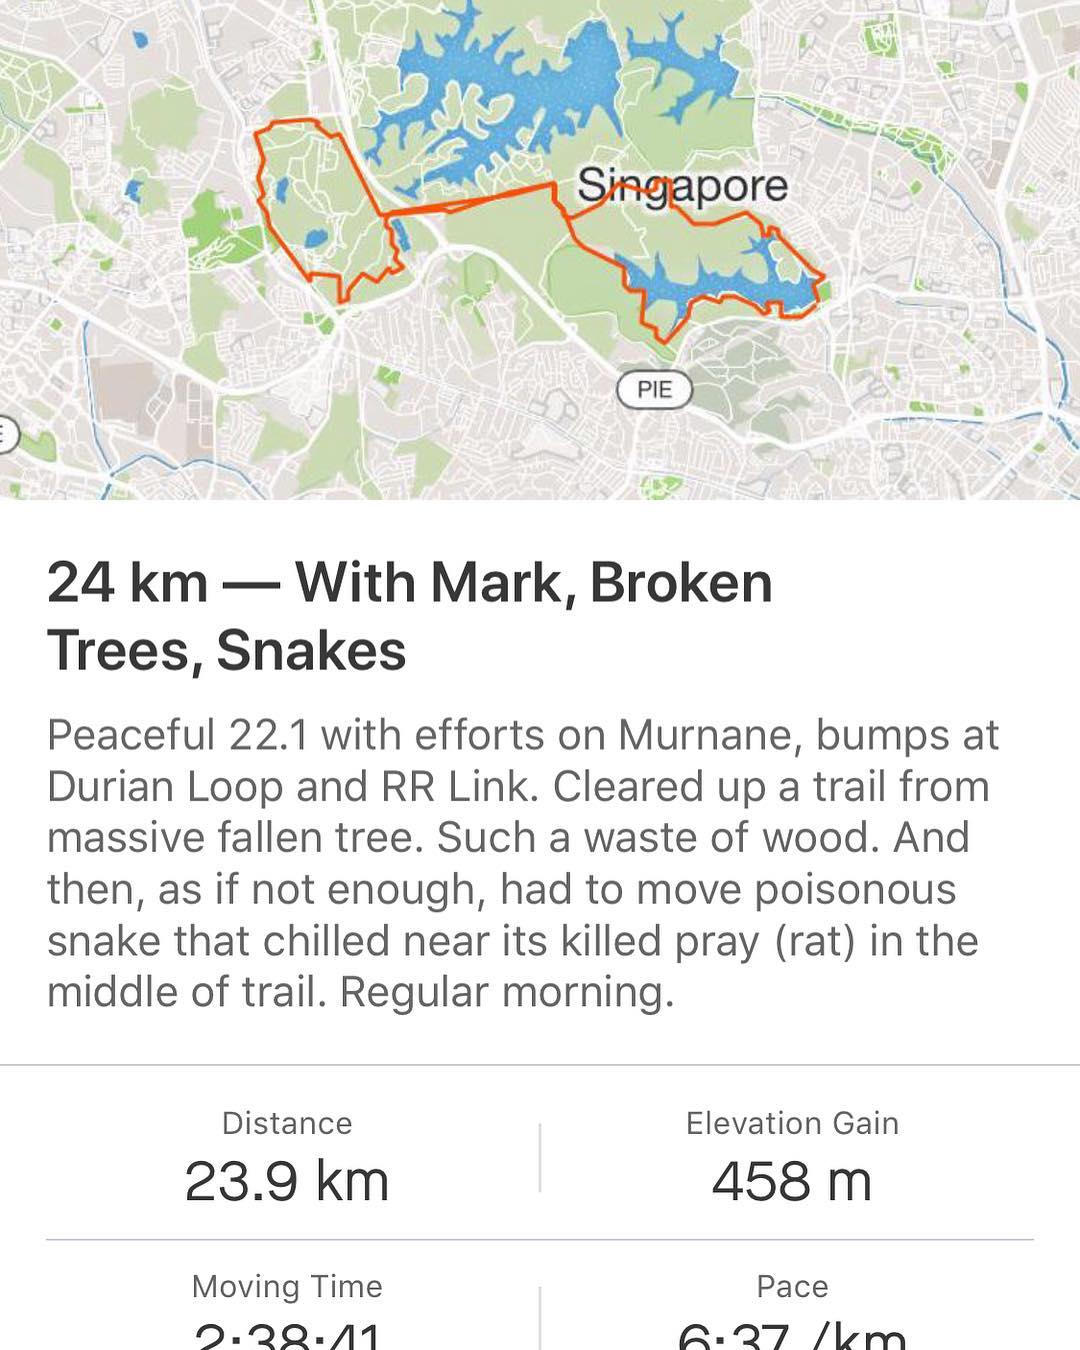 Singapore
PIE
E
24 km — With Mark, Broken
Trees, Snakes
Peaceful 22.1 with efforts on Murnane, bumps at
Durian Loop and RR Link. Cleared up a trail from
massive fallen tree. Such a waste of wood. And
then, as if not enough, had to move poisonous
snake that chilled near its killed pray (rat) in the
middle of trail. Regular morning.
Distance
Elevation Gain
23.9 km
458 m
Moving Time
Pace
2:38:41
6:37 /km